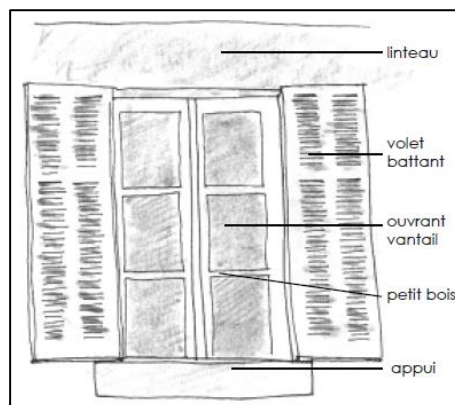 linteau
volet
battant
ouvrant
vantail
petit bois
appui